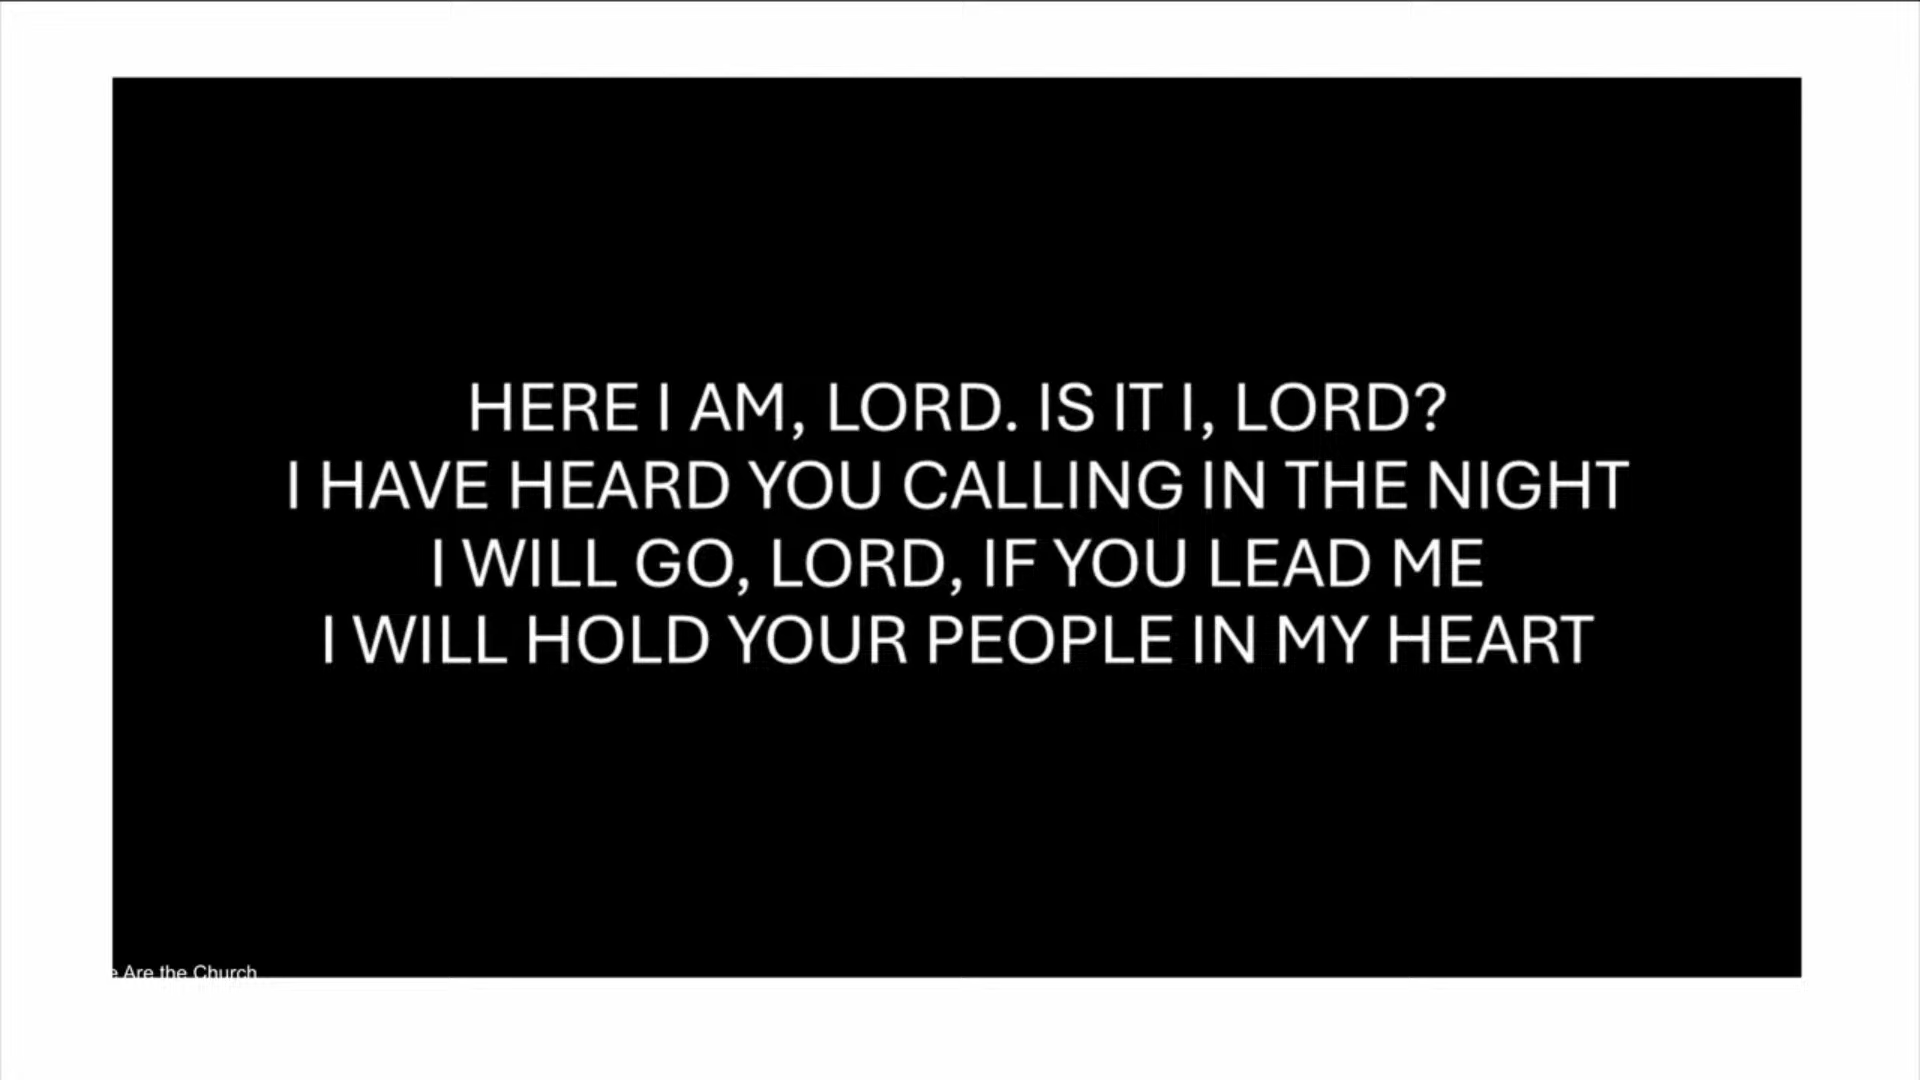 HERE I AM, LORD. IS IT I, LORD?
I HAVE HEARD YOU CALLING IN THE NIGHT
I WILL GO, LORD, IF YOU LEAD ME
I WILL HOLD YOUR PEOPLE IN MY HEART
e Are the Church